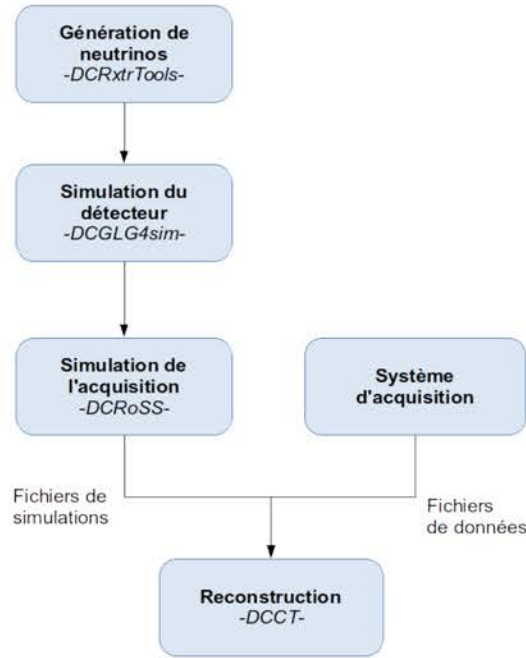 Génération de
neutrinos
-DCRxtrTools-
Simulation du
détecteur
-DCGLG4sim-
Simulation de
l'acquisition
-DCRoSS-
Système
d'acquisition
Fichiers de
simulations
Fichiers
de données
Reconstruction
-DCCT-